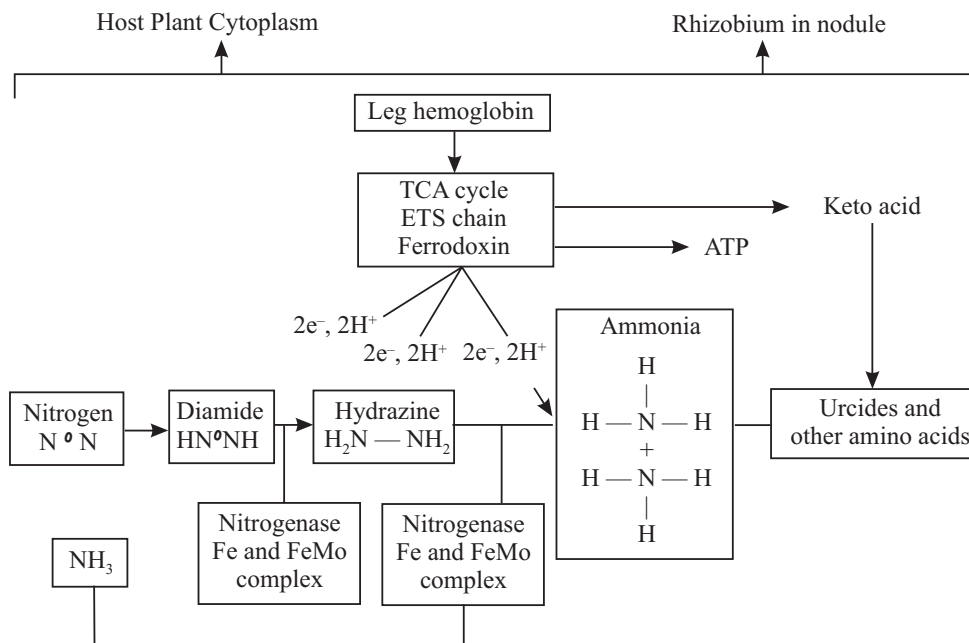 Host Plant Cytoplasm
Rhizobium in nodule
Leg hemoglobin
TCA cycle
ETS chain
Ferrodoxin
Keto acid
ATP
2e⁻, 2H⁺
2e⁻, 2H⁺
2e⁻, 2H⁺
Nitrogen
N º N
Diamide
HNºNH
Hydrazine
H₂N — NH₂
Ammonia
H
|
H — N — H
+
H — N — H
|
H
Urcides and
other amino acids
Nitrogenase
Fe and FeMo
complex
Nitrogenase
Fe and FeMo
complex
NH₃